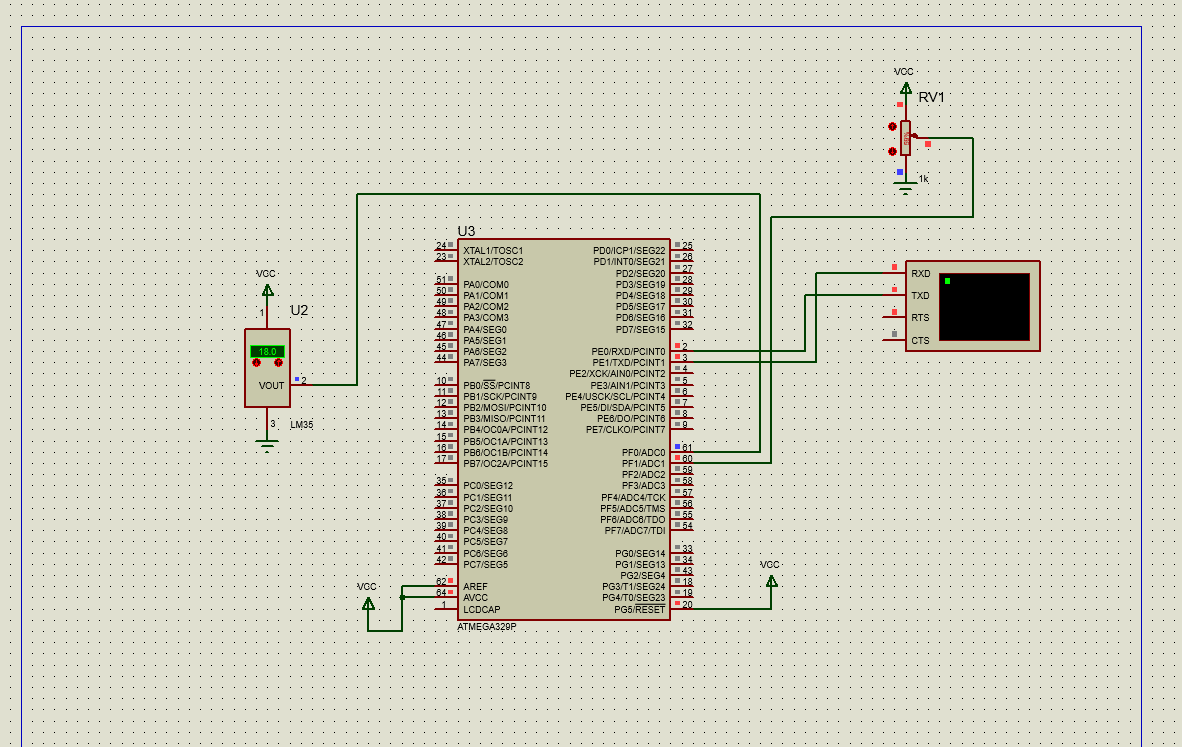 VCC
RV1
58%
1k
U3
24 XTAL1/TOSC1
23 XTAL2/TOSC2
51 PA0/COM0
50 PA1/COM1
49 PA2/COM2
48 PA3/COM3
47 PA4/SEG0
46 PA5/SEG1
45 PA6/SEG2
44 PA7/SEG3
10 PB0/SS/PCINT8
11 PB1/SCK/PCINT9
12 PB2/MOSI/PCINT10
13 PB3/MISO/PCINT11
14 PB4/OC0A/PCINT12
15 PB5/OC1A/PCINT13
16 PB6/OC1B/PCINT14
17 PB7/OC2A/PCINT15
35 PC0/SEG12
36 PC1/SEG11
37 PC2/SEG10
38 PC3/SEG9
39 PC4/SEG8
40 PC5/SEG7
41 PC6/SEG6
42 PC7/SEG5
62 AREF
64 AVCC
1 LCDCAP
PD0/ICP1/SEG22 25
PD1/INT0/SEG21 26
PD2/SEG20 27
PD3/SEG19 28
PD4/SEG18 29
PD5/SEG17 30
PD6/SEG16 31
PD7/SEG15 32
PE0/RXD/PCINT0 2
PE1/TXD/PCINT1 3
PE2/XCK/AIN0/PCINT2 4
PE3/AIN1/PCINT3 5
PE4/USCK/SCL/PCINT4 6
PE5/DI/SDA/PCINT5 7
PE6/DO/PCINT6 8
PE7/CLKO/PCINT7 9
PF0/ADC0 61
PF1/ADC1 60
PF2/ADC2 59
PF3/ADC3 58
PF4/ADC4/TCK 57
PF5/ADC5/TMS 56
PF6/ADC6/TDO 55
PF7/ADC7/TDI 54
PG0/SEG14 33
PG1/SEG13 34
PG2/SEG4 43
PG3/T1/SEG24 18
PG4/T0/SEG23 19
PG5/RESET 20
ATMEGA329P
VCC
1
U2
18.0
VOUT 2
3
LM35
RXD
TXD
RTS
CTS
VCC
VCC